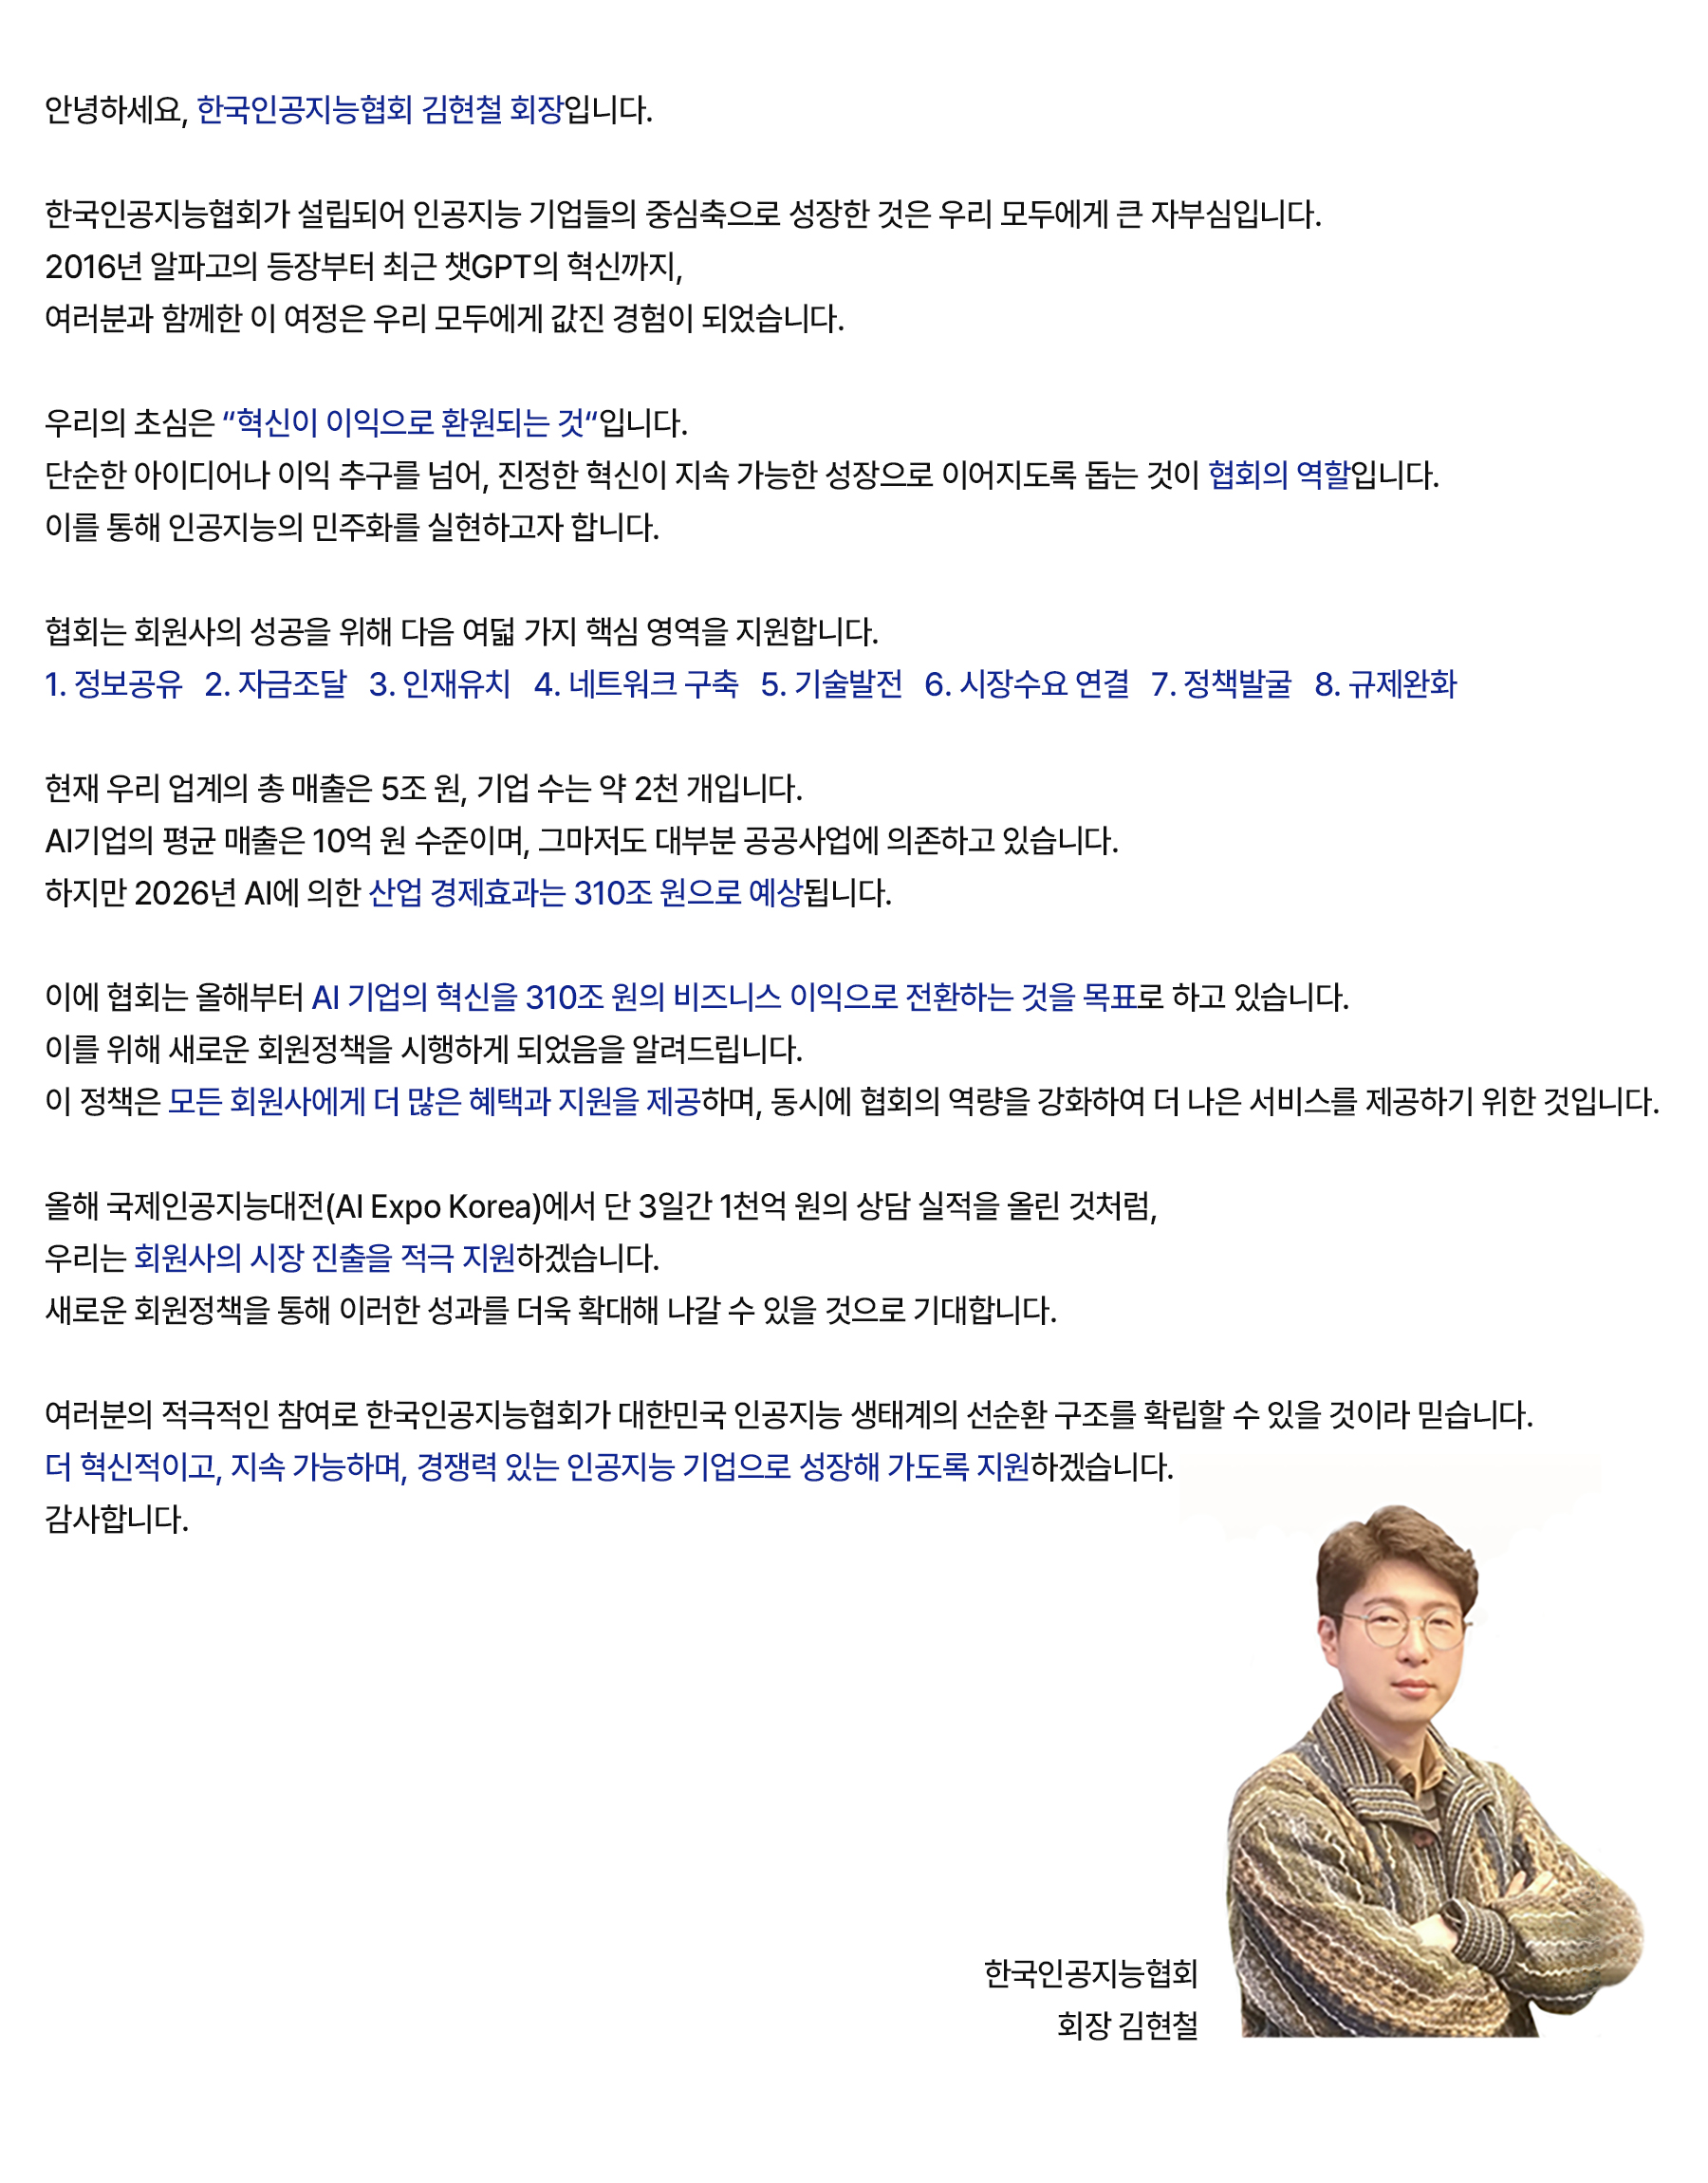 안녕하세요, 한국인공지능협회 김현철 회장입니다.
한국인공지능협회가 설립되어 인공지능 기업들의 중심축으로 성장한 것은 우리 모두에게 큰 자부심입니다.
2016년 알파고의 등장부터 최근 챗GPT의 혁신까지,
여러분과 함께한 이 여정은 우리 모두에게 값진 경험이 되었습니다.
우리의 초심은 “혁신이 이익으로 환원되는 것“입니다.
단순한 아이디어나 이익 추구를 넘어, 진정한 혁신이 지속 가능한 성장으로 이어지도록 돕는 것이 협회의 역할입니다.
이를 통해 인공지능의 민주화를 실현하고자 합니다.
협회는 회원사의 성공을 위해 다음 여덟 가지 핵심 영역을 지원합니다.
1. 정보공유 2. 자금조달 3. 인재유치 4. 네트워크 구축 5. 기술발전 6. 시장수요 연결 7. 정책발굴 8. 규제완화
현재 우리 업계의 총 매출은 5조 원, 기업 수는 약 2천 개입니다.
AI기업의 평균 매출은 10억 원 수준이며, 그마저도 대부분 공공사업에 의존하고 있습니다.
하지만 2026년 AI에 의한 산업 경제효과는 310조 원으로 예상됩니다.
이에 협회는 올해부터 AI 기업의 혁신을 310조 원의 비즈니스 이익으로 전환하는 것을 목표로 하고 있습니다.
이를 위해 새로운 회원정책을 시행하게 되었음을 알려드립니다.
이 정책은 모든 회원사에게 더 많은 혜택과 지원을 제공하며, 동시에 협회의 역량을 강화하여 더 나은 서비스를 제공하기 위한 것입니다.
올해 국제인공지능대전(AI Expo Korea)에서 단 3일간 1천억 원의 상담 실적을 올린 것처럼,
우리는 회원사의 시장 진출을 적극 지원하겠습니다.
새로운 회원정책을 통해 이러한 성과를 더욱 확대해 나갈 수 있을 것으로 기대합니다.
여러분의 적극적인 참여로 한국인공지능협회가 대한민국 인공지능 생태계의 선순환 구조를 확립할 수 있을 것이라 믿습니다.
더 혁신적이고, 지속 가능하며, 경쟁력 있는 인공지능 기업으로 성장해 가도록 지원하겠습니다.
감사합니다.
한국인공지능협회
회장 김현철